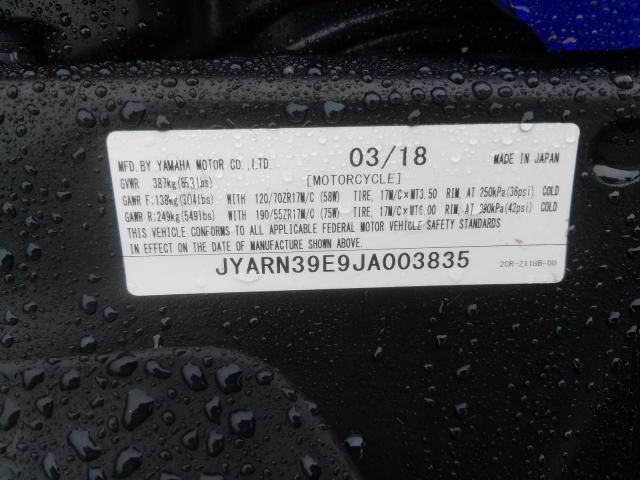 MFD.BY YAMAHA MOTOR CO.,LTD. 03/18 MADE IN JAPAN
GVWR 387kg(853lbs) [MOTORCYCLE]
GAWR F:138kg(304lbs) WITH 120/70ZR17M/C (58W) TIRE, 17M/C×MT3.50 RIM, AT 250kPa(36psi) COLD
GAWR R:249kg(549lbs) WITH 190/55ZR17M/C (75W) TIRE, 17M/C×MT6.00 RIM, AT 290kPa(42psi) COLD
THIS VEHICLE CONFORMS TO ALL APPLICABLE FEDERAL MOTOR VEHICLE SAFETY STANDARDS
IN EFFECT ON THE DATE OF MANUFACTURE SHOWN ABOVE.
JYARN39E9JA003835 2CR-2118B-00